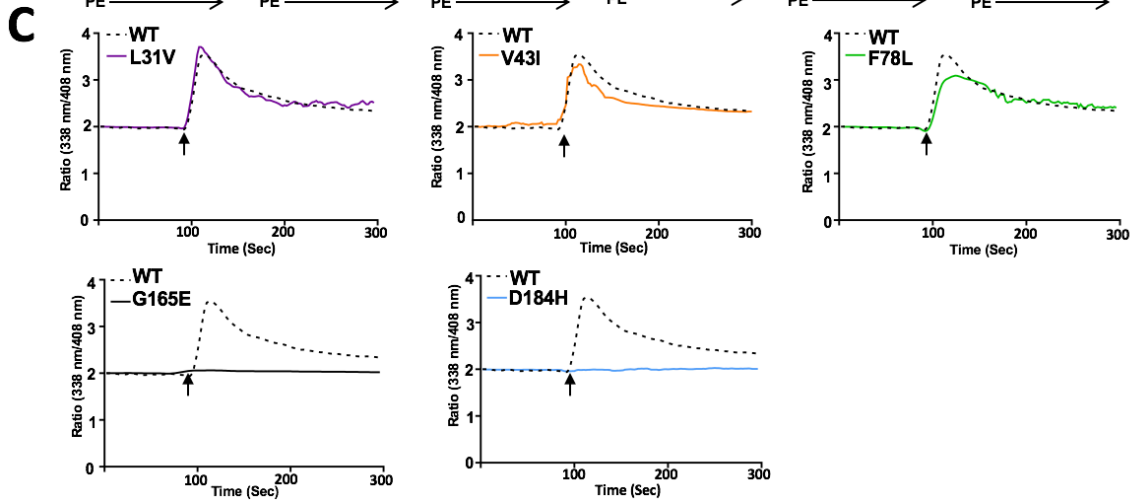 PE PE PE PE PE
C
WT
L31V
Ratio (338 nm/408 nm)
4
3
2
1
0
100 200 300
Time (Sec)
WT
V43I
Ratio (338 nm/408 nm)
4
3
2
1
0
100 200 300
Time (Sec)
WT
F78L
Ratio (338 nm/408 nm)
4
3
2
1
0
100 200 300
Time (Sec)
WT
G165E
Ratio (338 nm/408 nm)
4
3
2
1
0
100 200 300
Time (Sec)
WT
D184H
Ratio (338 nm/408 nm)
4
3
2
1
0
100 200 300
Time (Sec)